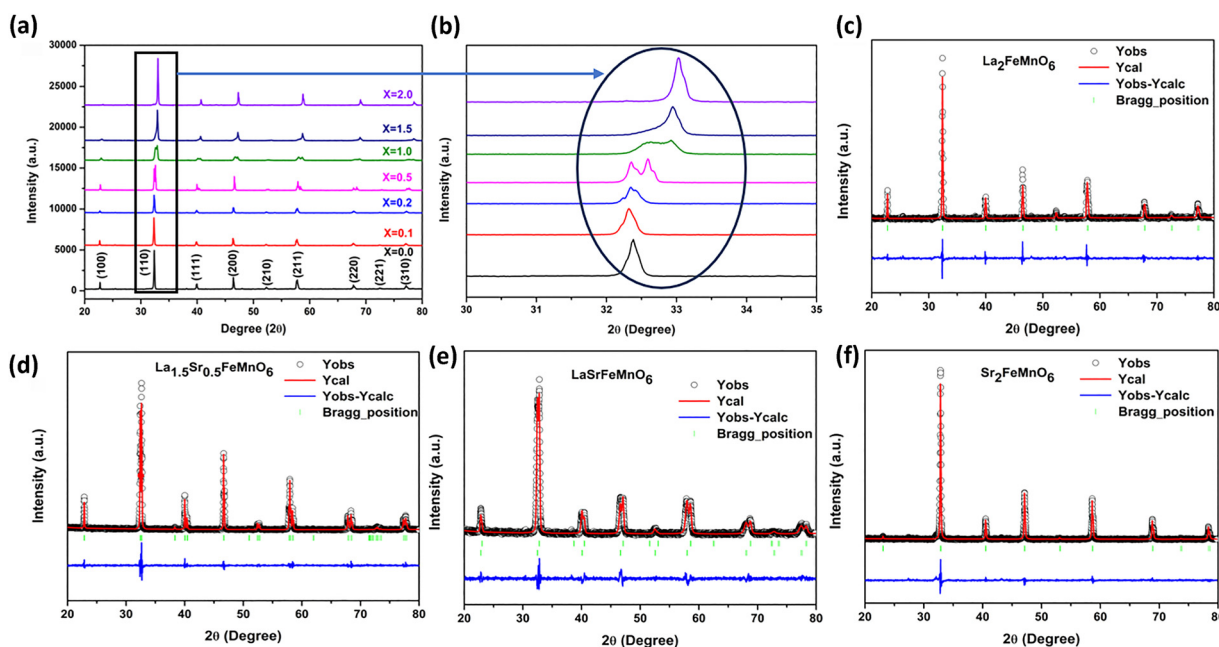 (a)
30000
25000
20000
15000
10000
5000
0
Intensity (a.u.)
X=2.0
X=1.5
X=1.0
X=0.5
X=0.2
X=0.1
X=0.0
(100)
(110)
(111)
(200)
(210)
(211)
(220)
(221)
(310)
20 30 40 50 60 70 80
Degree (2θ)
(b)
Intensity (a.u.)
30 31 32 33 34 35
2θ (Degree)
(c)
La₂FeMnO₆
Yobs
Ycal
Yobs-Ycalc
Bragg_position
Intensity (a.u.)
20 30 40 50 60 70 80
2θ (Degree)
(d)
La₁.₅Sr₀.₅FeMnO₆
Yobs
Ycal
Yobs-Ycalc
Bragg_position
Intensity (a.u.)
20 30 40 50 60 70 80
2θ (Degree)
(e)
LaSrFeMnO₆
Yobs
Ycal
Yobs-Ycalc
Bragg_position
Intensity (a.u.)
20 30 40 50 60 70 80
2θ (Degree)
(f)
Sr₂FeMnO₆
Yobs
Ycal
Yobs-Ycalc
Bragg_position
Intensity (a.u.)
20 30 40 50 60 70 80
2θ (Degree)